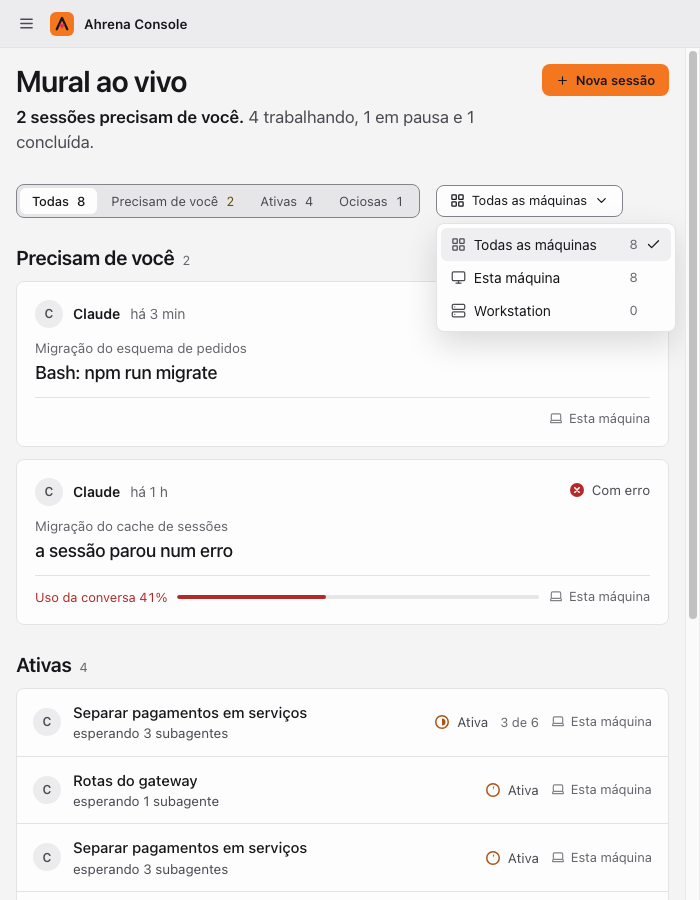 Ahrena Console
Mural ao vivo
Nova sessão
2 sessões precisam de você. 4 trabalhando, 1 em pausa e 1
concluída.
Todas 8 Precisam de você 2 Ativas 4 Ociosas 1
Todas as máquinas
Todas as máquinas 8
Esta máquina 8
Workstation 0
Precisam de você 2
C Claude há 3 min
Migração do esquema de pedidos
Bash: npm run migrate
Esta máquina
C Claude há 1 h
Com erro
Migração do cache de sessões
a sessão parou num erro
Uso da conversa 41% Esta máquina
Ativas 4
C
Separar pagamentos em serviços
esperando 3 subagentes
Ativa 3 de 6 Esta máquina
C
Rotas do gateway
esperando 1 subagente
Ativa Esta máquina
C
Separar pagamentos em serviços
esperando 3 subagentes
Ativa Esta máquina